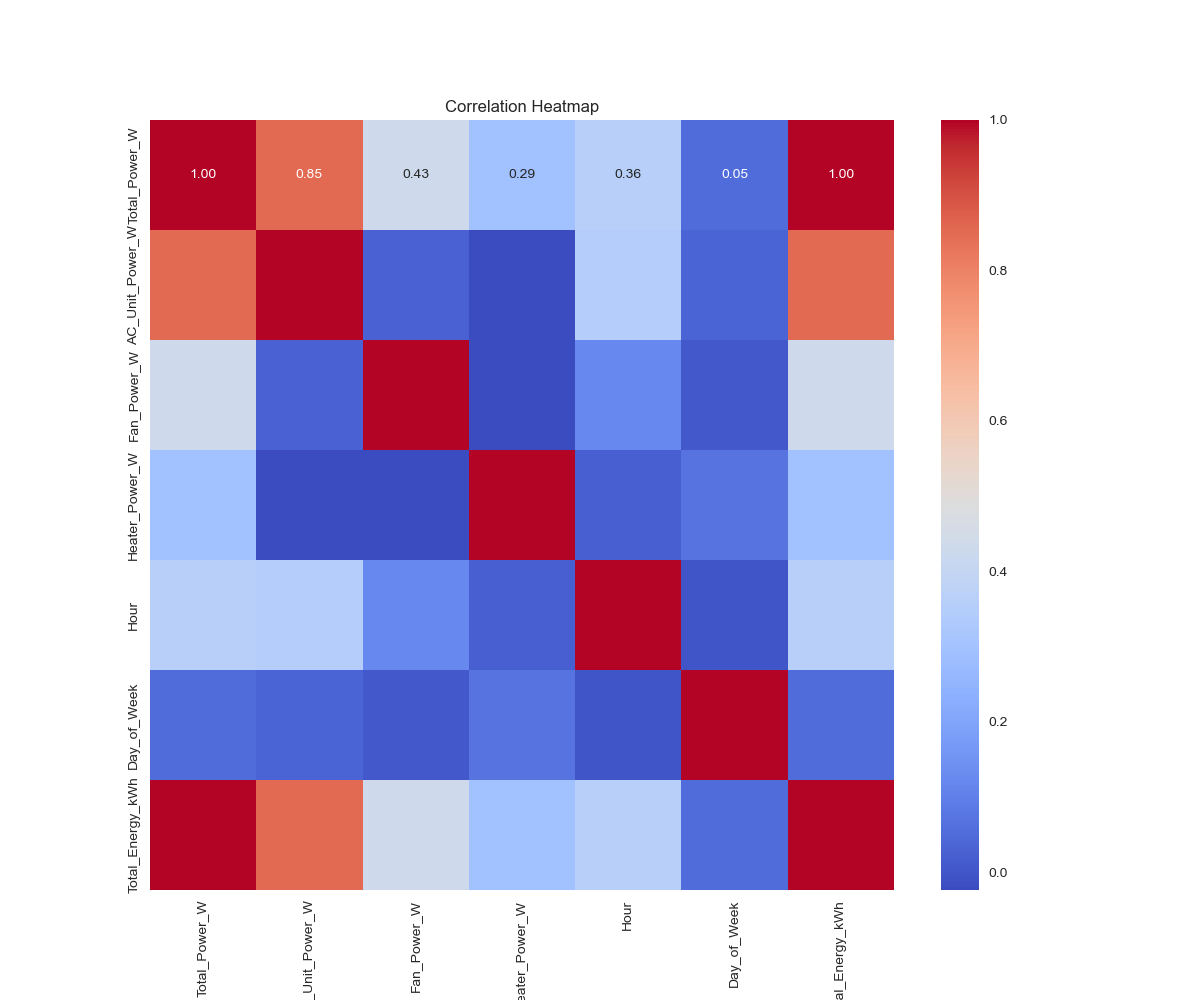 Correlation Heatmap
Total_Power_W
1.00 0.85 0.43 0.29 0.36 0.05 1.00
AC_Unit_Power_W
Fan_Power_W
Heater_Power_W
Hour
Day_of_Week
Total_Energy_kWh
Total_Power_W
_Unit_Power_W
Fan_Power_W
eater_Power_W
Hour
Day_of_Week
al_Energy_kWh
1.0
0.8
0.6
0.4
0.2
0.0